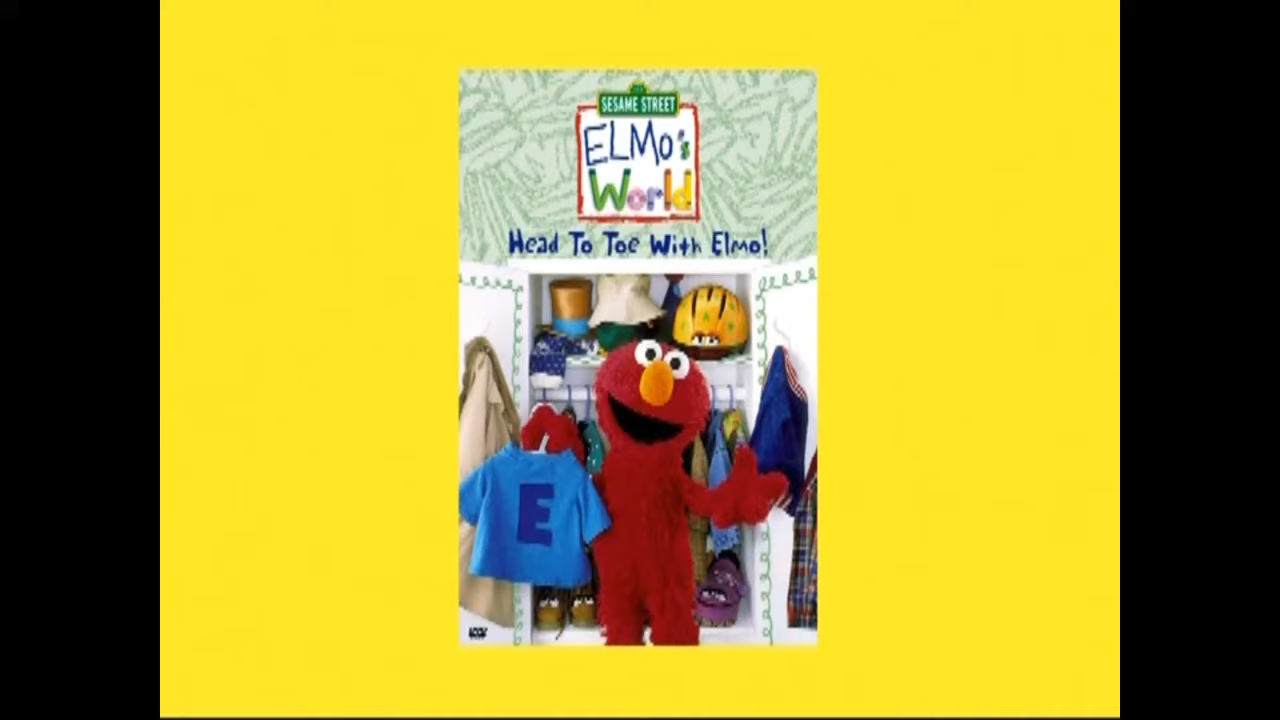 SESAME STREET
ELMO's
World
Head To Toe With Elmo!
E